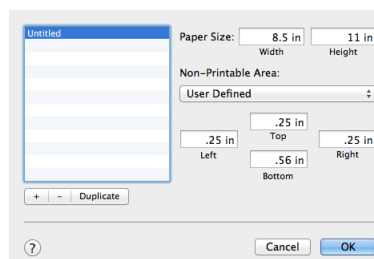 Untitled
Paper Size: 8.5 in 11 in
Width Height
Non-Printable Area:
User Defined
.25 in
Top
.25 in .25 in
Left Right
.56 in
Bottom
+ - Duplicate
? Cancel OK